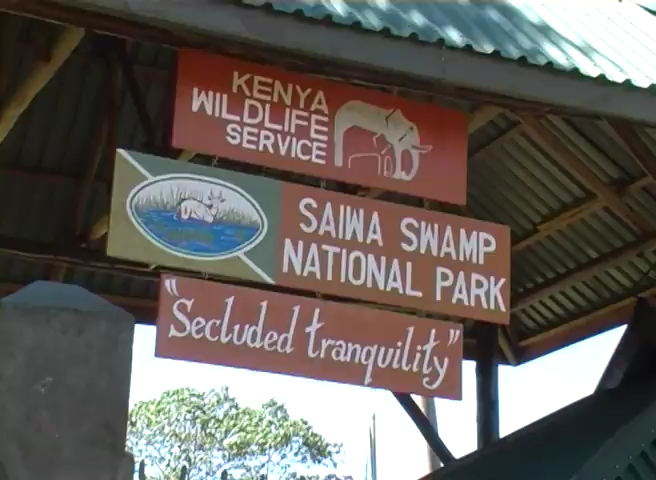 KENYA
WILDLIFE
SERVICE
SAIWA SWAMP
NATIONAL PARK
"Secluded tranquility"